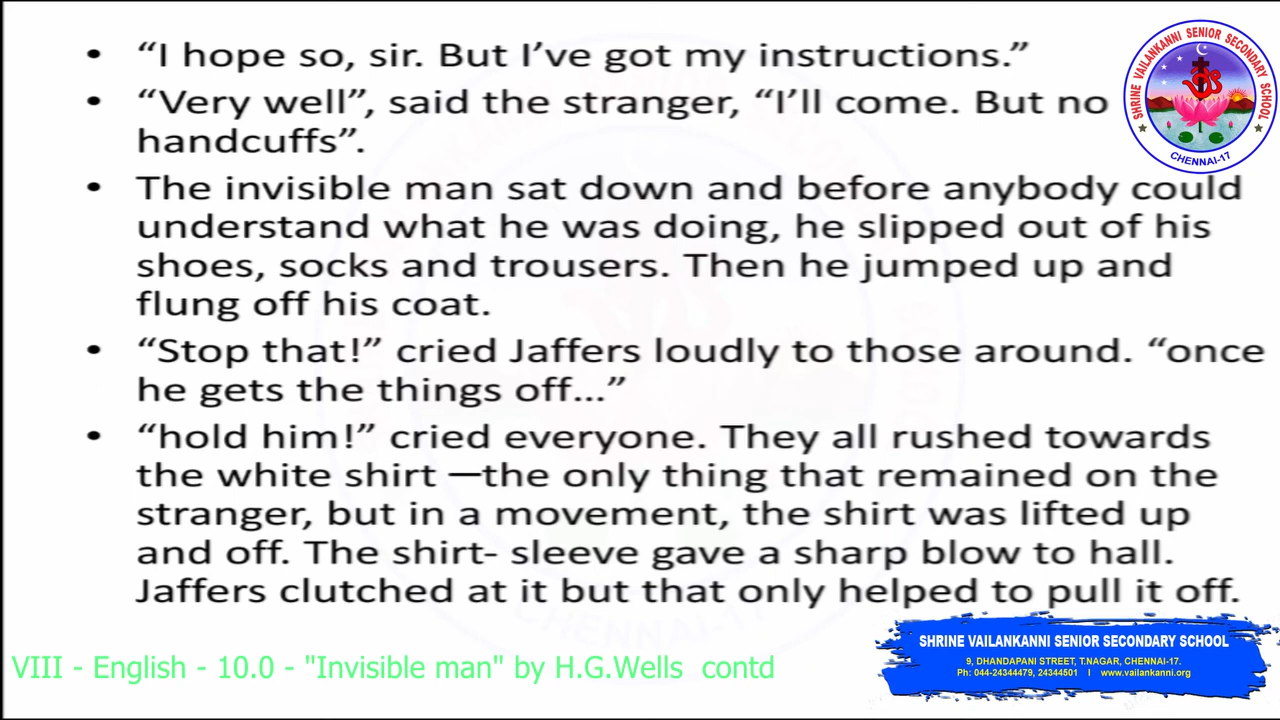 • “I hope so, sir. But I’ve got my instructions.”
• “Very well”, said the stranger, “I’ll come. But no
handcuffs”.
• The invisible man sat down and before anybody could
understand what he was doing, he slipped out of his
shoes, socks and trousers. Then he jumped up and
flung off his coat.
• “Stop that!” cried Jaffers loudly to those around. “once
he gets the things off...”
• “hold him!” cried everyone. They all rushed towards
the white shirt —the only thing that remained on the
stranger, but in a movement, the shirt was lifted up
and off. The shirt- sleeve gave a sharp blow to hall.
Jaffers clutched at it but that only helped to pull it off.
SHRINE VAILANKANNI SENIOR SECONDARY SCHOOL
CHENNAI-17
VIII - English - 10.0 - "Invisible man" by H.G.Wells contd
SHRINE VAILANKANNI SENIOR SECONDARY SCHOOL
9, DHANDAPANI STREET, T.NAGAR, CHENNAI-17.
Ph: 044-24344479, 24344501 I www.vailankanni.org